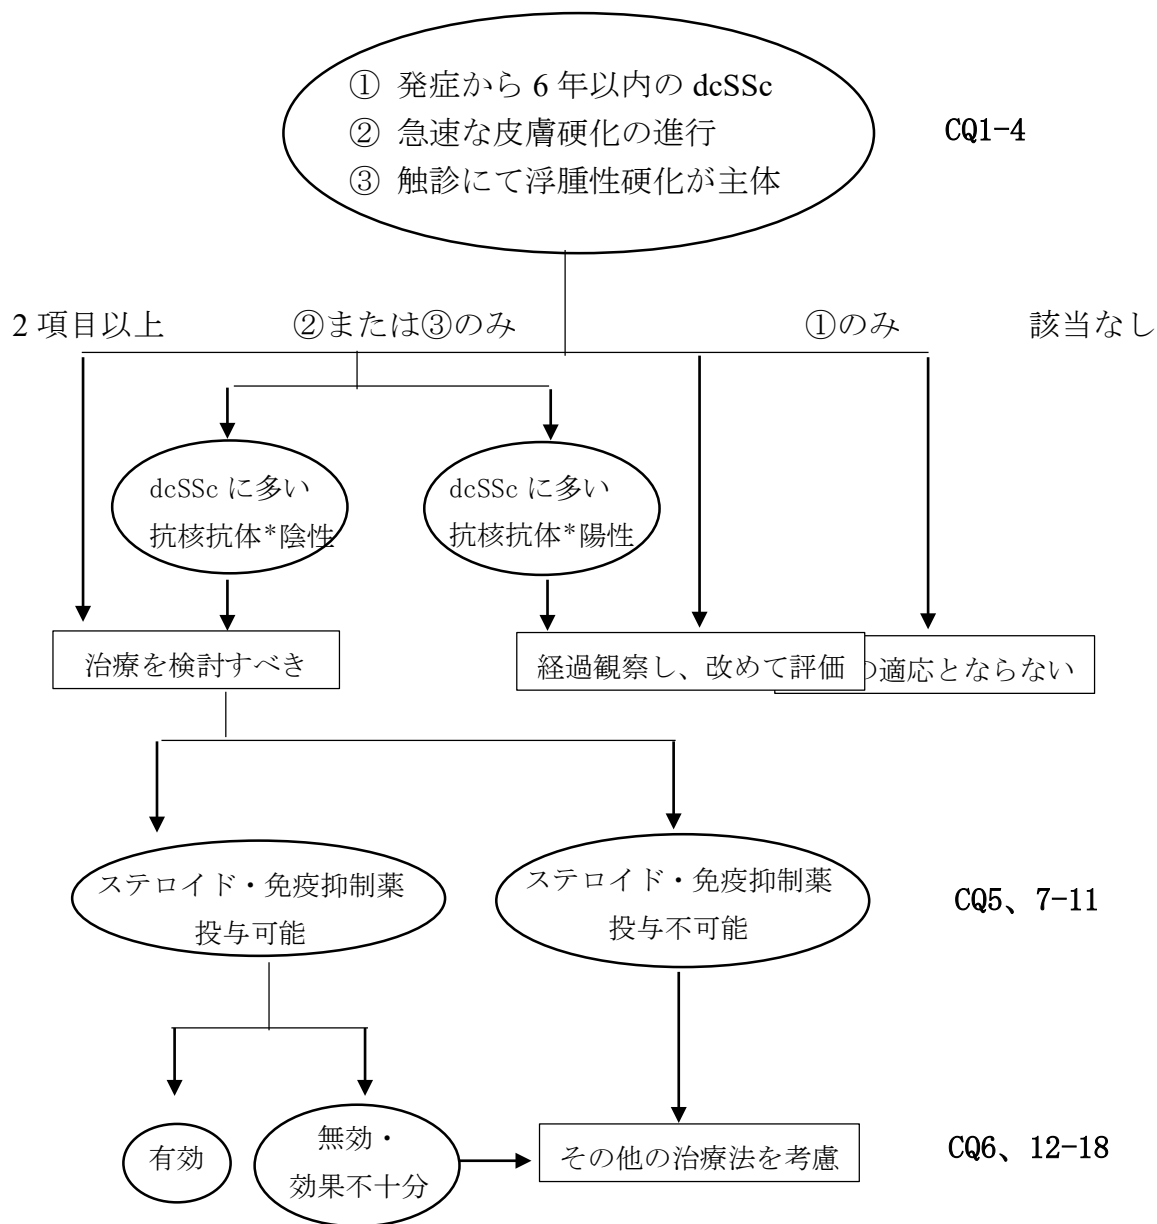 ① 発症から 6 年以内の dcSSc
② 急速な皮膚硬化の進行
③ 触診にて浮腫性硬化が主体
CQ1-4
2 項目以上
②または③のみ
①のみ
該当なし
dcSSc に多い
抗核抗体*陰性
dcSSc に多い
抗核抗体*陽性
治療を検討すべき
経過観察し、改めて評価
の適応とならない
ステロイド・免疫抑制薬
投与可能
ステロイド・免疫抑制薬
投与不可能
CQ5、7-11
有効
無効・
効果不十分
その他の治療法を考慮
CQ6、12-18